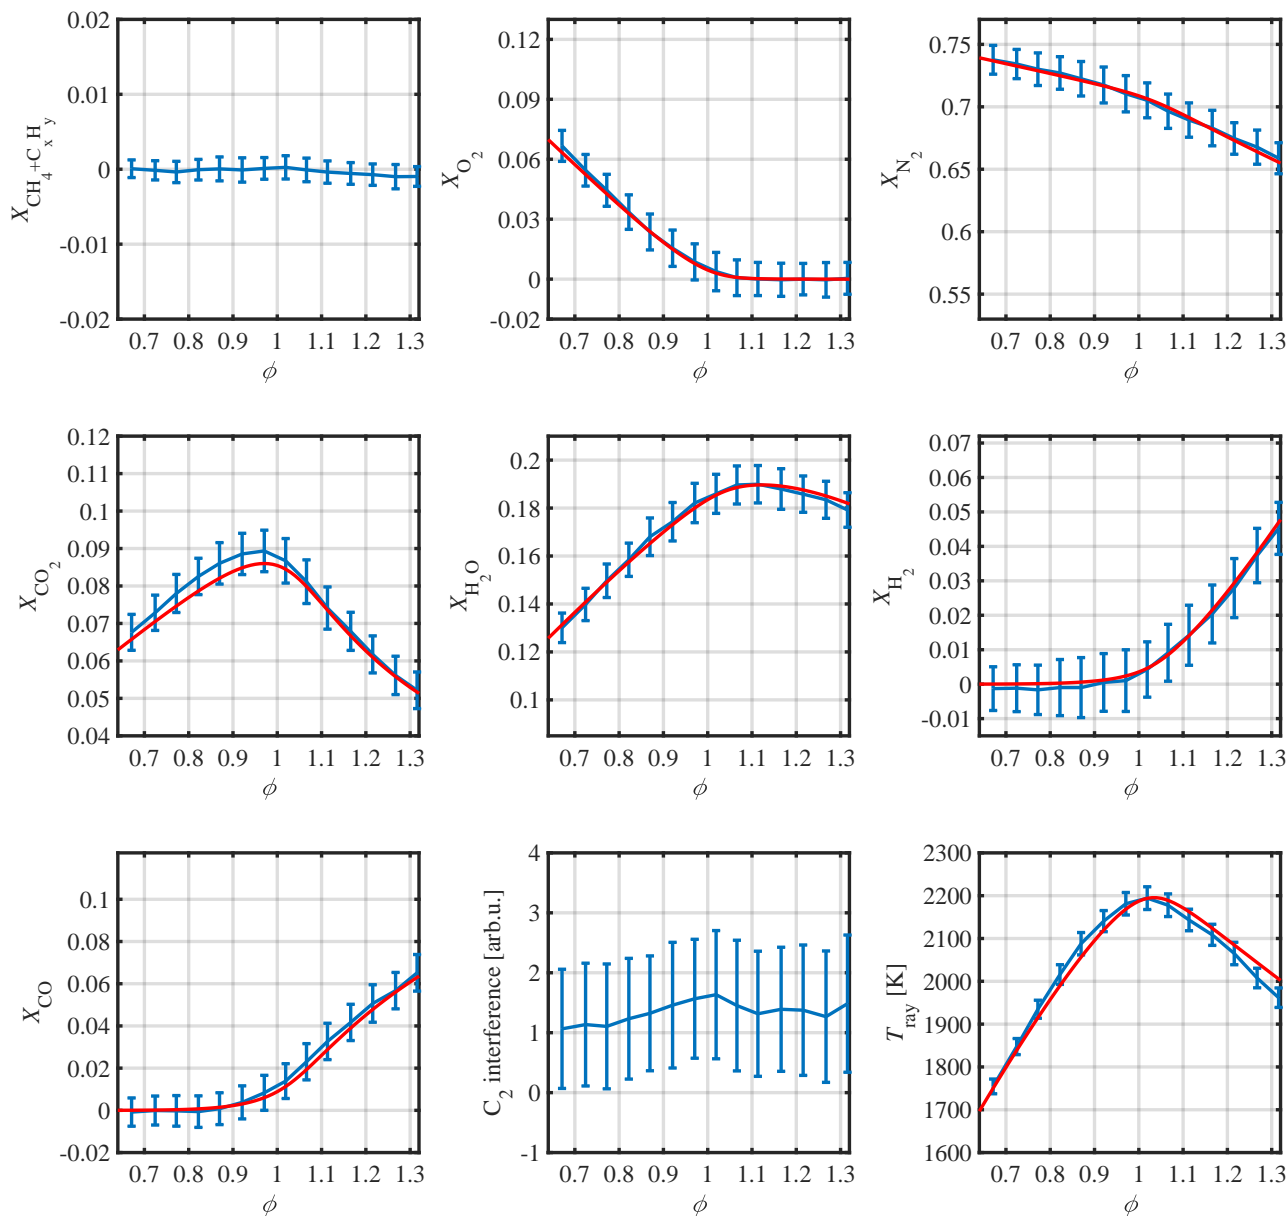 0.02
0.01
0
-0.01
-0.02
X_{CH_4+C_xH_y}
0.7 0.8 0.9 1 1.1 1.2 1.3
ϕ
0.12
0.09
0.06
0.03
0
-0.02
X_{O_2}
0.7 0.8 0.9 1 1.1 1.2 1.3
ϕ
0.75
0.7
0.65
0.6
0.55
X_{N_2}
0.7 0.8 0.9 1 1.1 1.2 1.3
ϕ
0.12
0.11
0.1
0.09
0.08
0.07
0.06
0.05
0.04
X_{CO_2}
0.7 0.8 0.9 1 1.1 1.2 1.3
ϕ
0.2
0.18
0.16
0.14
0.12
0.1
X_{H_2O}
0.7 0.8 0.9 1 1.1 1.2 1.3
ϕ
0.07
0.06
0.05
0.04
0.03
0.02
0.01
0
-0.01
X_{H_2}
0.7 0.8 0.9 1 1.1 1.2 1.3
ϕ
0.1
0.08
0.06
0.04
0.02
0
-0.02
X_{CO}
0.7 0.8 0.9 1 1.1 1.2 1.3
ϕ
4
3
2
1
0
-1
C_2 interference [arb.u.]
0.7 0.8 0.9 1 1.1 1.2 1.3
ϕ
2300
2200
2100
2000
1900
1800
1700
1600
T_{ray} [K]
0.7 0.8 0.9 1 1.1 1.2 1.3
ϕ